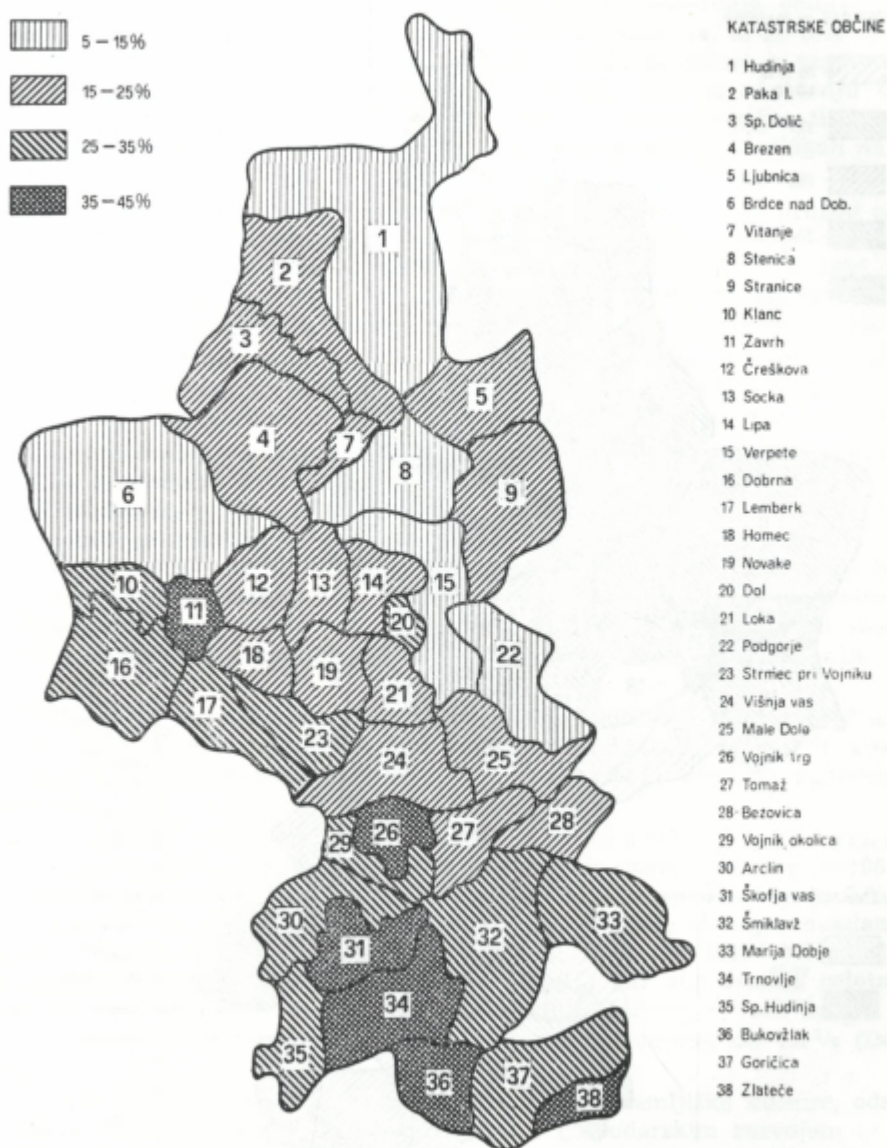 5 – 15%
15 – 25%
25 – 35%
35 – 45%
KATASTRSKE OBČINE
1 Hudinja
2 Paka I.
3 Sp. Dolič
4 Brezen
5 Ljubnica
6 Brdce nad Dob.
7 Vitanje
8 Stenica
9 Stranice
10 Klanc
11 Zavrh
12 Čreškova
13 Socka
14 Lipa
15 Verpete
16 Dobrna
17 Lemberk
18 Homec
19 Novake
20 Dol
21 Loka
22 Podgorje
23 Strmec pri Vojniku
24 Višnja vas
25 Male Dole
26 Vojnik trg
27 Tomaž
28 Bezovica
29 Vojnik okolica
30 Arclin
31 Škofja vas
32 Šmiklavž
33 Marija Dobje
34 Trnovlje
35 Sp. Hudinja
36 Bukovžlak
37 Goričica
38 Zlateče
1
2
3
4
5
6
7
8
9
10
11
12
13
14
15
16
17
18
19
20
21
22
23
24
25
26
27
28
29
30
31
32
33
34
35
36
37
38